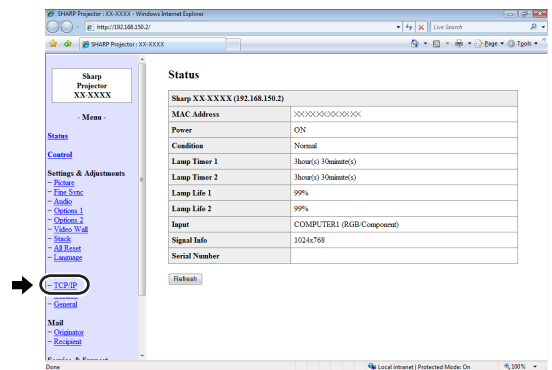 SHARP Projector : XX-XXXX - Windows Internet Explorer
http://192.168.150.2/
Live Search
SHARP Projector : XX-XXXX
Page
Tools
Sharp
Projector
XX-XXXX
- Menu -
Status
Control
Settings & Adjustments
– Picture
– Fine Sync
– Audio
– Options 1
– Options 2
– Video Wall
– Stack
– All Reset
– Language
– TCP/IP
– General
Mail
– Originator
– Recipient
Status
Sharp XX-XXXX (192.168.150.2)
MAC Address XXXXXXXXXXXX
Power ON
Condition Normal
Lamp Timer 1 3hour(s) 30minute(s)
Lamp Timer 2 3hour(s) 30minute(s)
Lamp Life 1 99%
Lamp Life 2 99%
Input COMPUTER1 (RGB/Component)
Signal Info 1024x768
Serial Number
Refresh
Done
Local intranet | Protected Mode: On
100%